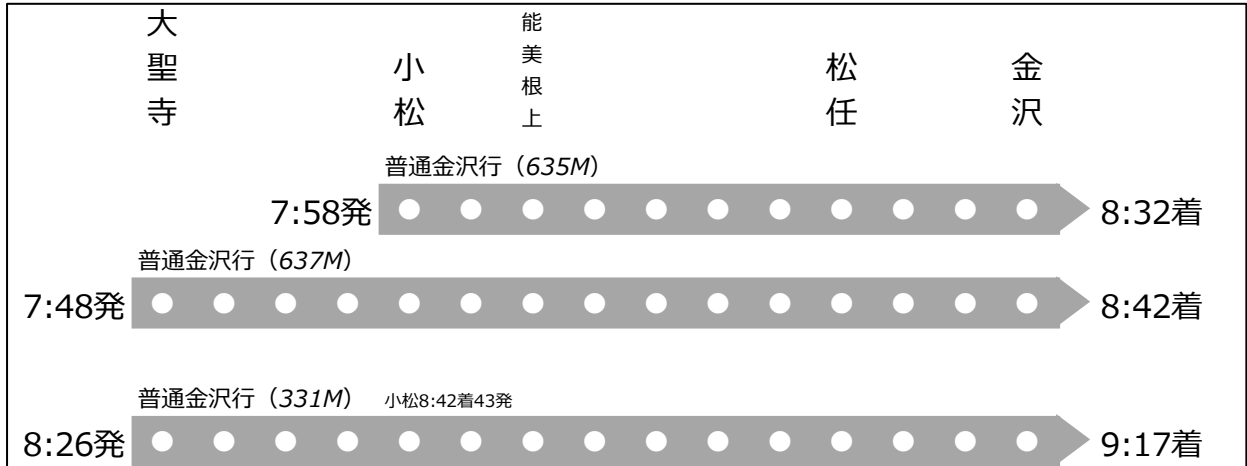 大聖寺
小松
能美根上
松任
金沢
普通金沢行（635M）
7:58発
8:32着
普通金沢行（637M）
7:48発
8:42着
普通金沢行（331M） 小松8:42着43発
8:26発
9:17着